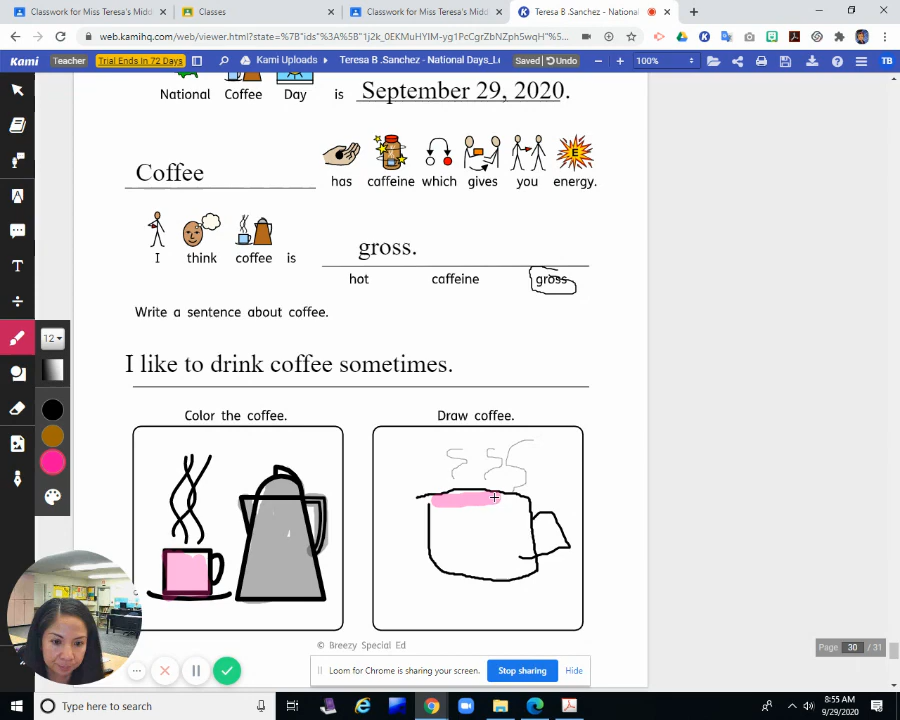 Classwork for Miss Teresa's Midd
Classes
Classwork for Miss Teresa's Midd
Teresa B .Sanchez - National
web.kamihq.com/web/viewer.html?state=%7B"ids"%3A%5B"1j2k_0EKMuHYIM-yg1PcCgrZbNZph5wqH"%5...
Kami
Teacher
Trial Ends In 72 Days
Kami Uploads
Teresa B .Sanchez - National Days_Le
Saved
Undo
100%
TB
National Coffee Day is September 29, 2020.
Coffee has caffeine which gives you energy.
I think coffee is gross.
hot caffeine gross
Write a sentence about coffee.
I like to drink coffee sometimes.
Color the coffee. Draw coffee.
12
© Breezy Special Ed
Page 30 / 31
Loom for Chrome is sharing your screen. Stop sharing Hide
Type here to search
8:55 AM
9/29/2020